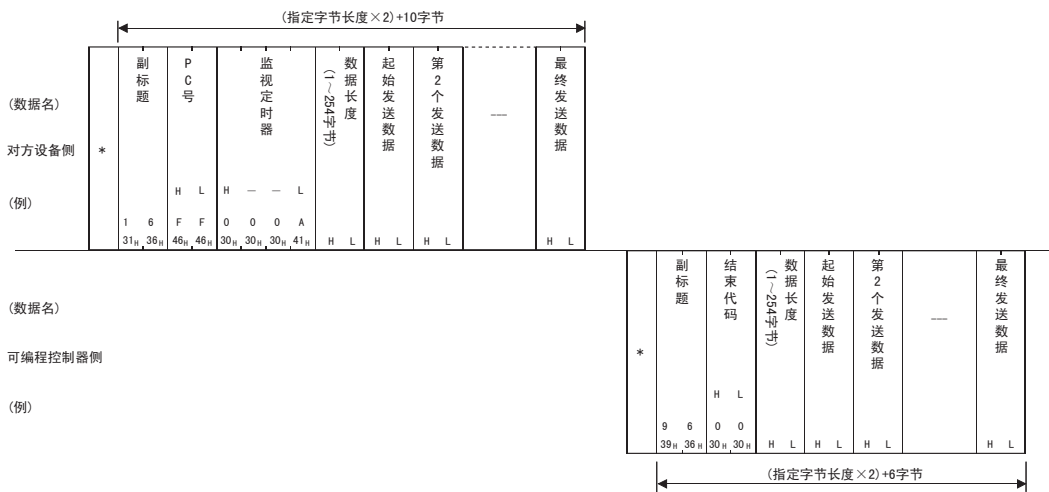 (指定字节长度×2)+10字节
(数据名)
对方设备侧
(例)
*
副标题
PC号
监视定时器
数据长度
(1～254字节)
起始发送数据
第2个发送数据
---
最终发送数据
H L H — — L
1 6 F F 0 0 0 A
31H 36H 46H 46H 30H 30H 30H 41H H L H L H L H L
(数据名)
可编程控制器侧
(例)
*
副标题
结束代码
数据长度
(1～254字节)
起始发送数据
第2个发送数据
---
最终发送数据
H L
9 6 0 0
39H 36H 30H 30H H L H L H L H L
(指定字节长度×2)+6字节